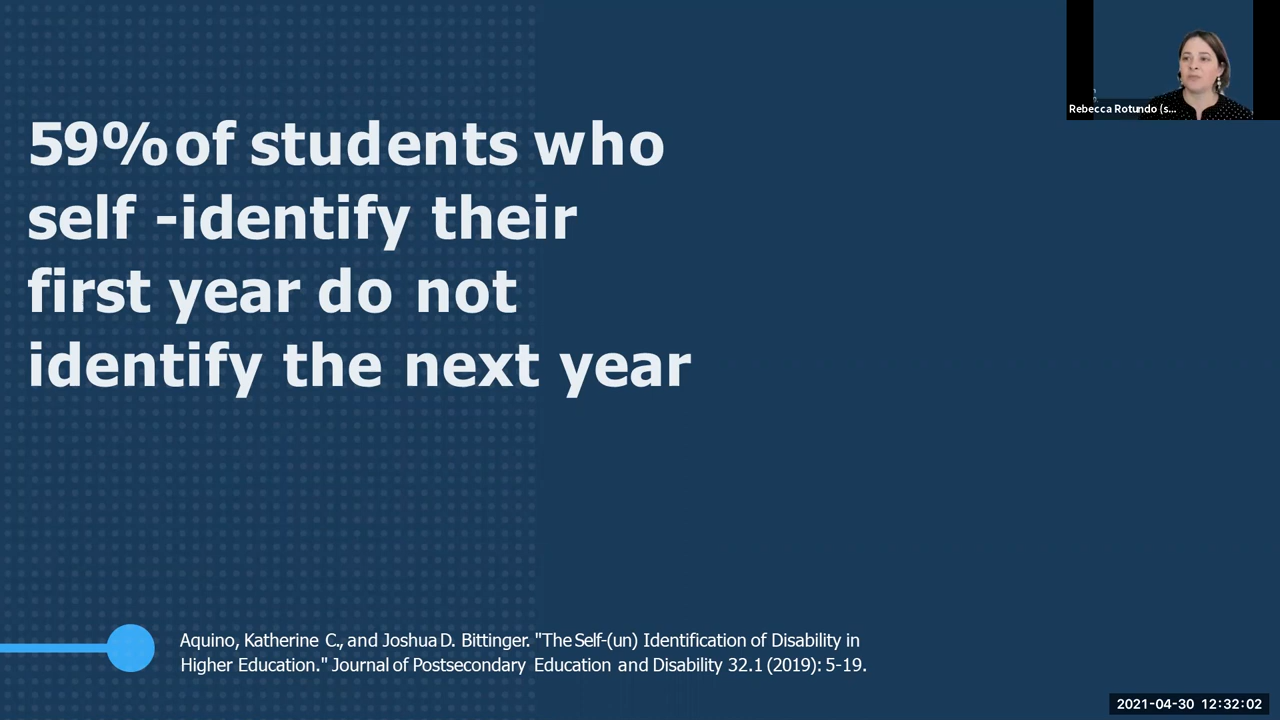 59% of students who
self -identify their
first year do not
identify the next year
Rebecca Rotundo (s...
Aquino, Katherine C., and Joshua D. Bittinger. "The Self-(un) Identification of Disability in
Higher Education." Journal of Postsecondary Education and Disability 32.1 (2019): 5-19.
2021-04-30 12:32:02